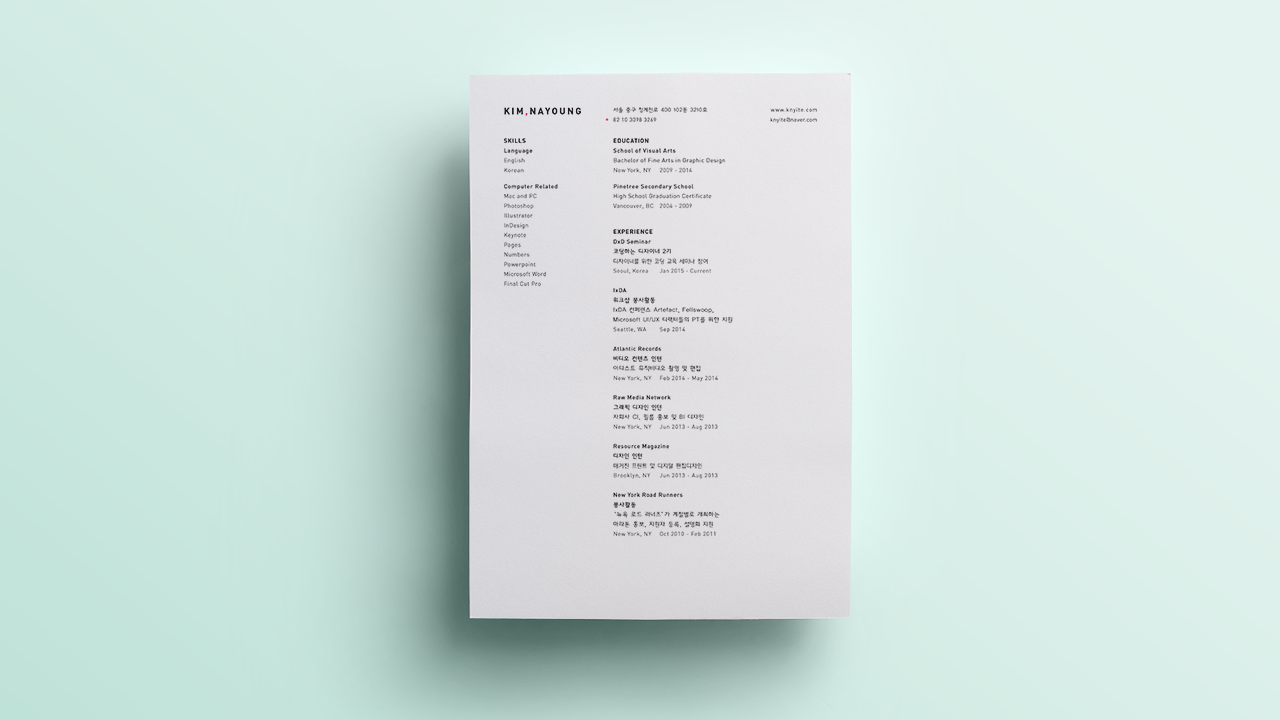 KIM,NAYOUNG
서울 중구 청계천로 400 102동 3210호
82 10 3098 3269
www.knyite.com
knyite@naver.com
SKILLS
Language
English
Korean
Computer Related
Mac and PC
Photoshop
Illustrator
InDesign
Keynote
Pages
Numbers
Powerpoint
Microsoft Word
Final Cut Pro
EDUCATION
School of Visual Arts
Bachelor of Fine Arts in Graphic Design
New York, NY 2009 - 2014
Pinetree Secondary School
High School Graduation Certificate
Vancouver, BC 2004 - 2009
EXPERIENCE
DxD Seminar
코딩하는 디자이너 2기
디자이너를 위한 코딩 교육 세미나 참여
Seoul, Korea Jan 2015 - Current
IxDA
워크샵 봉사활동
IxDA 컨퍼런스 Artefact, Fellswoop,
Microsoft UI/UX 디렉터들의 PT를 위한 지원
Seattle, WA Sep 2014
Atlantic Records
비디오 컨텐츠 인턴
아티스트 뮤직비디오 촬영 및 편집
New York, NY Feb 2014 - May 2014
Raw Media Network
그래픽 디자인 인턴
자회사 CI, 필름 홍보 및 BI 디자인
New York, NY Jun 2013 - Aug 2013
Resource Magazine
디자인 인턴
매거진 프린트 및 디지털 편집디자인
Brooklyn, NY Jun 2013 - Aug 2013
New York Road Runners
봉사활동
"뉴욕 로드 러너즈"가 계절별로 개최하는
마라톤 홍보, 지원자 등록, 설명회 지원
New York, NY Oct 2010 - Feb 2011